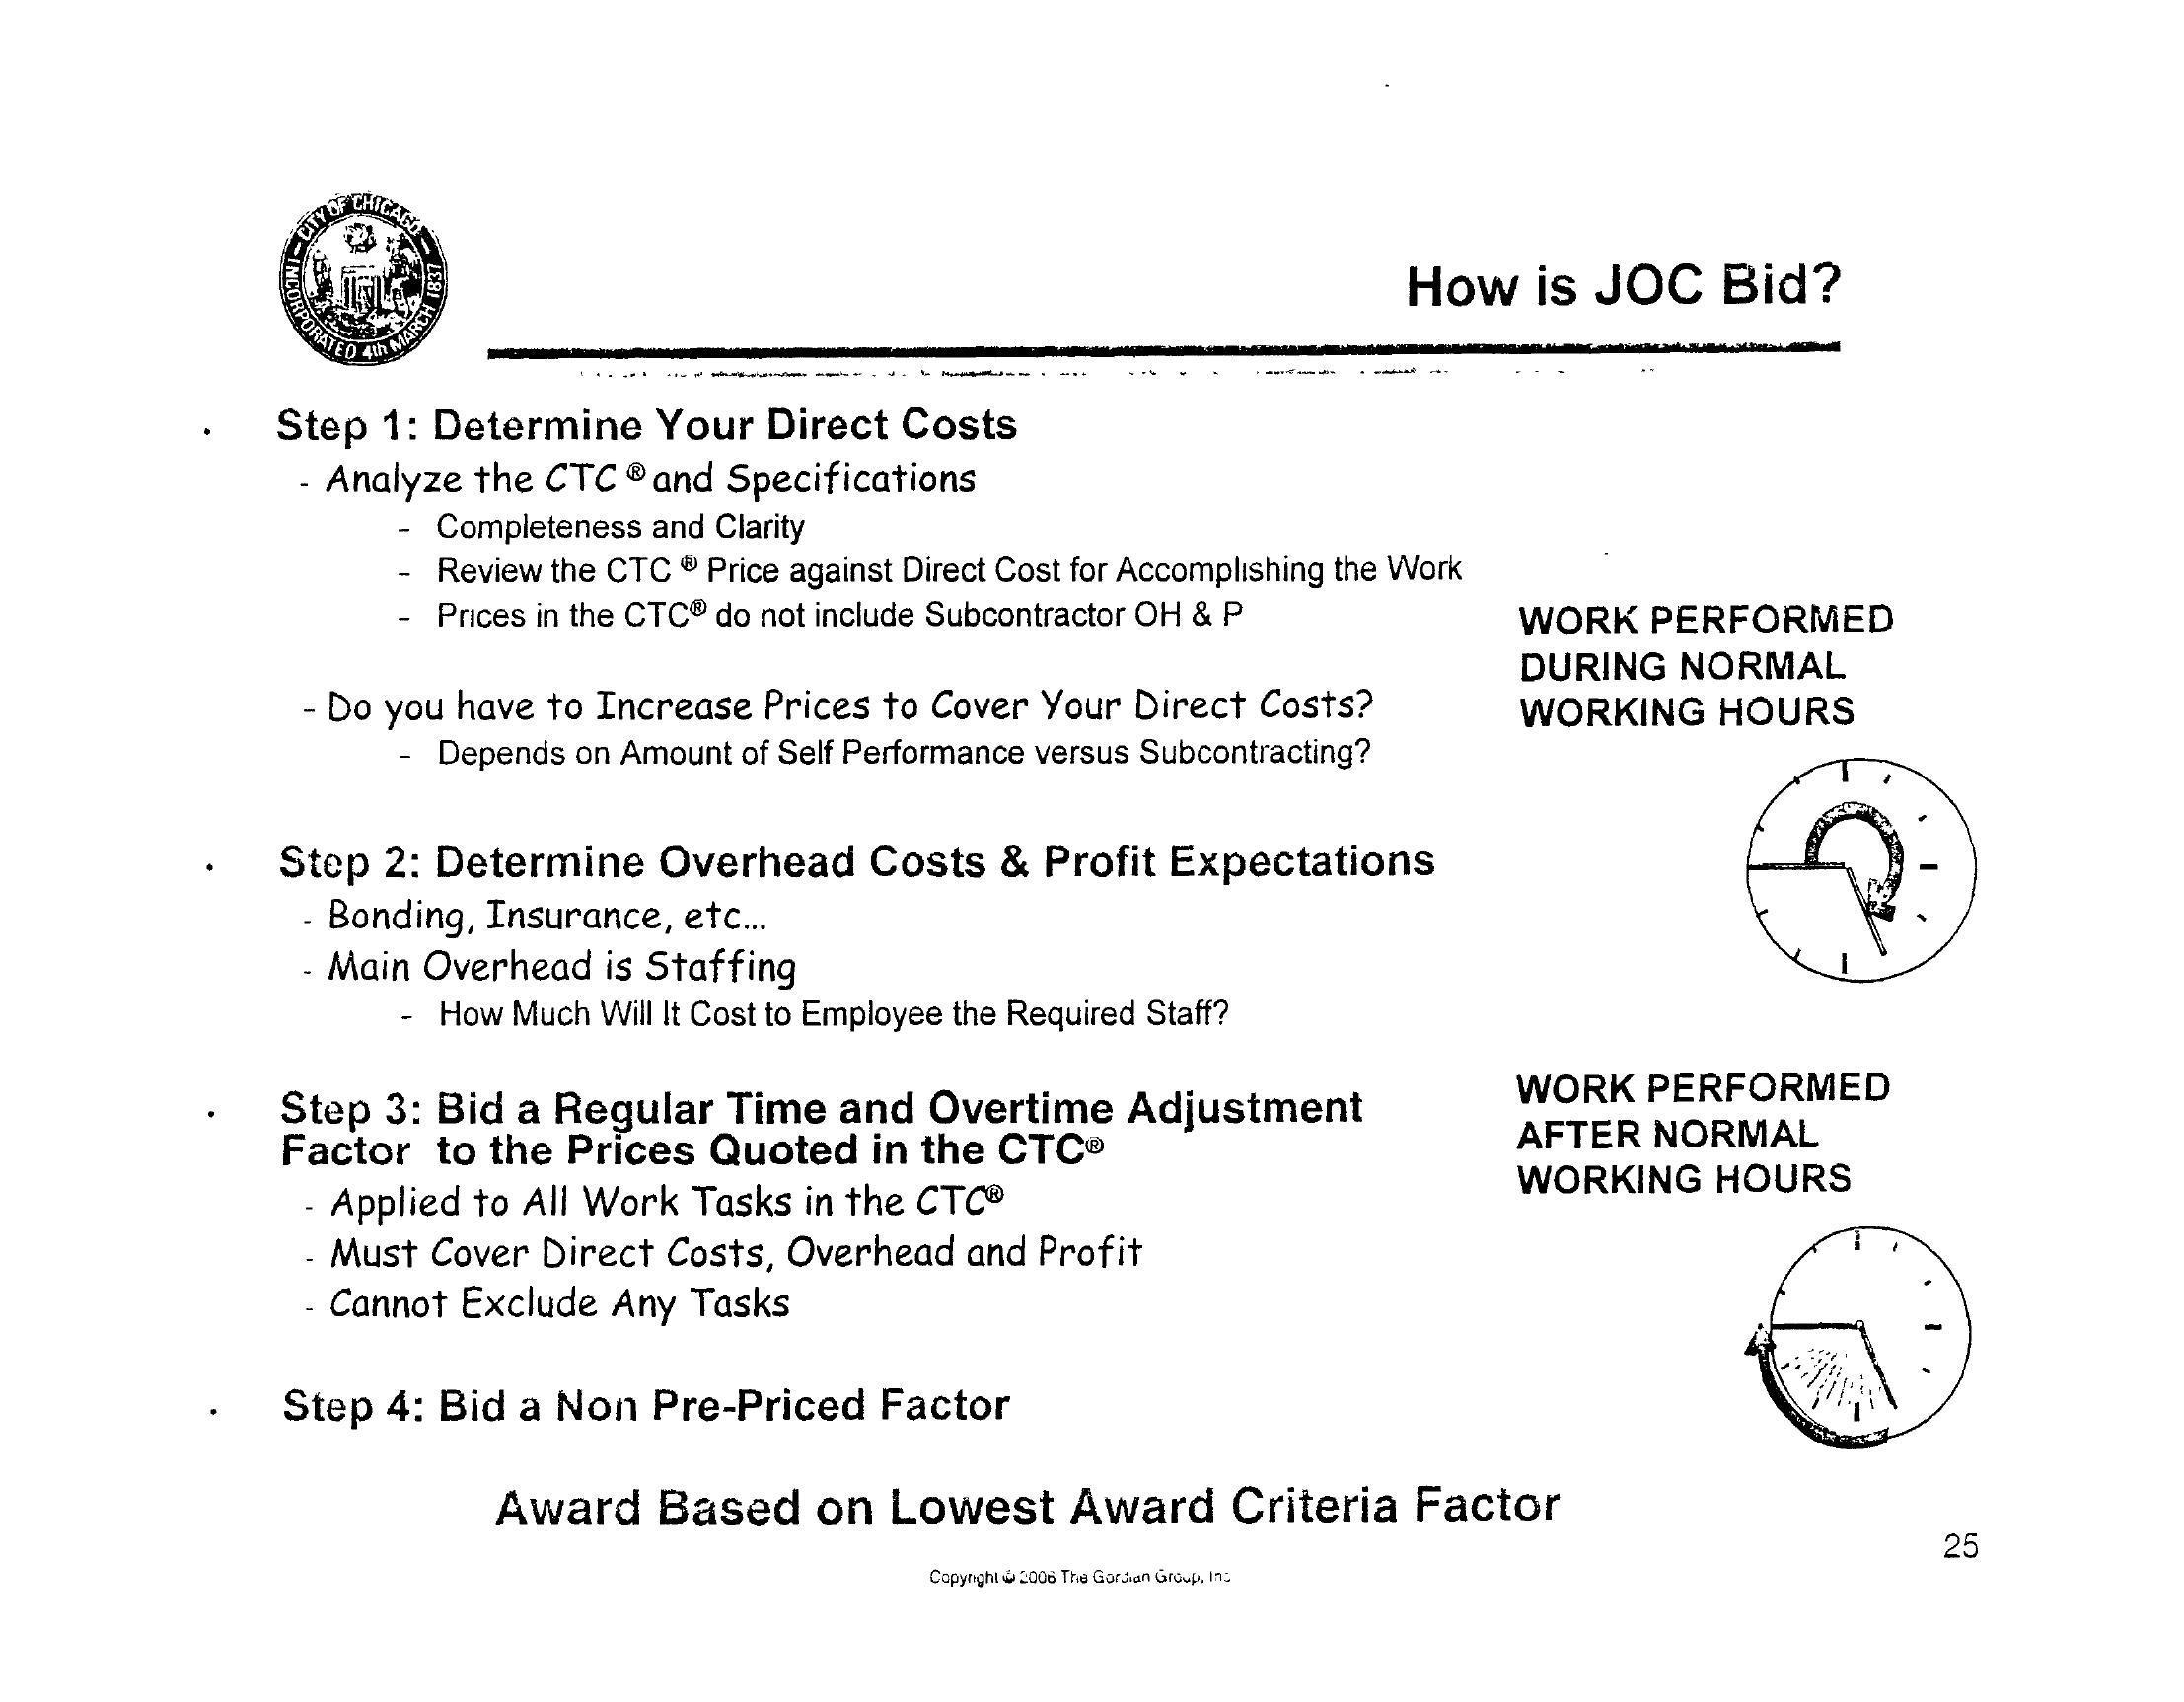 CITY OF CHICAGO
INCORPORATED 4th MARCH 1837
How is JOC Bid?
. Step 1: Determine Your Direct Costs
- Analyze the CTC ® and Specifications
- Completeness and Clarity
- Review the CTC ® Price against Direct Cost for Accomplishing the Work
- Prices in the CTC® do not include Subcontractor OH & P
- Do you have to Increase Prices to Cover Your Direct Costs?
- Depends on Amount of Self Performance versus Subcontracting?
WORK PERFORMED
DURING NORMAL
WORKING HOURS
. Step 2: Determine Overhead Costs & Profit Expectations
- Bonding, Insurance, etc...
- Main Overhead is Staffing
- How Much Will It Cost to Employee the Required Staff?
. Step 3: Bid a Regular Time and Overtime Adjustment
Factor to the Prices Quoted in the CTC®
- Applied to All Work Tasks in the CTC®
- Must Cover Direct Costs, Overhead and Profit
- Cannot Exclude Any Tasks
WORK PERFORMED
AFTER NORMAL
WORKING HOURS
. Step 4: Bid a Non Pre-Priced Factor
Award Based on Lowest Award Criteria Factor
25
Copyright © 2006 The Gordian Group, Inc